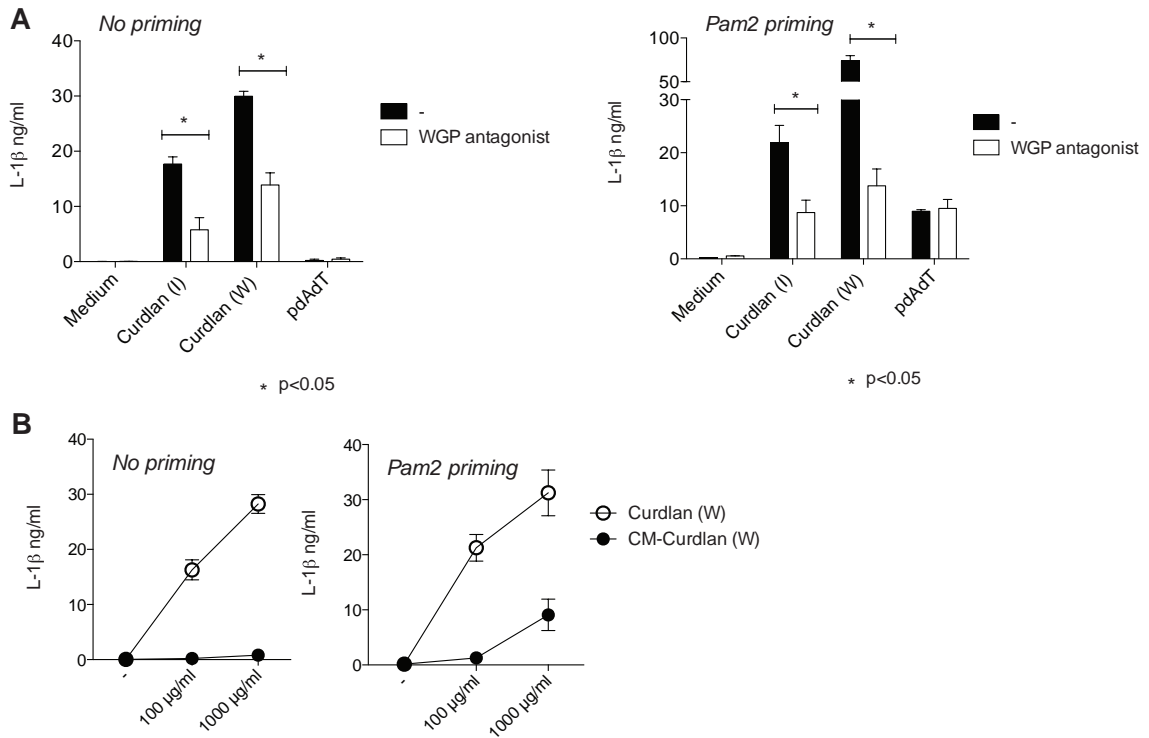 A
No priming
40
30
20
10
0
L-1β ng/ml
*
*
Medium
Curdlan (I)
Curdlan (W)
pdAdT
-
WGP antagonist
* p<0.05
Pam2 priming
100
50
30
20
10
0
L-1β ng/ml
*
*
Medium
Curdlan (I)
Curdlan (W)
pdAdT
-
WGP antagonist
* p<0.05
B
No priming
40
30
20
10
0
L-1β ng/ml
-
100 µg/ml
1000 µg/ml
Pam2 priming
40
30
20
10
0
L-1β ng/ml
-
100 µg/ml
1000 µg/ml
Curdlan (W)
CM-Curdlan (W)